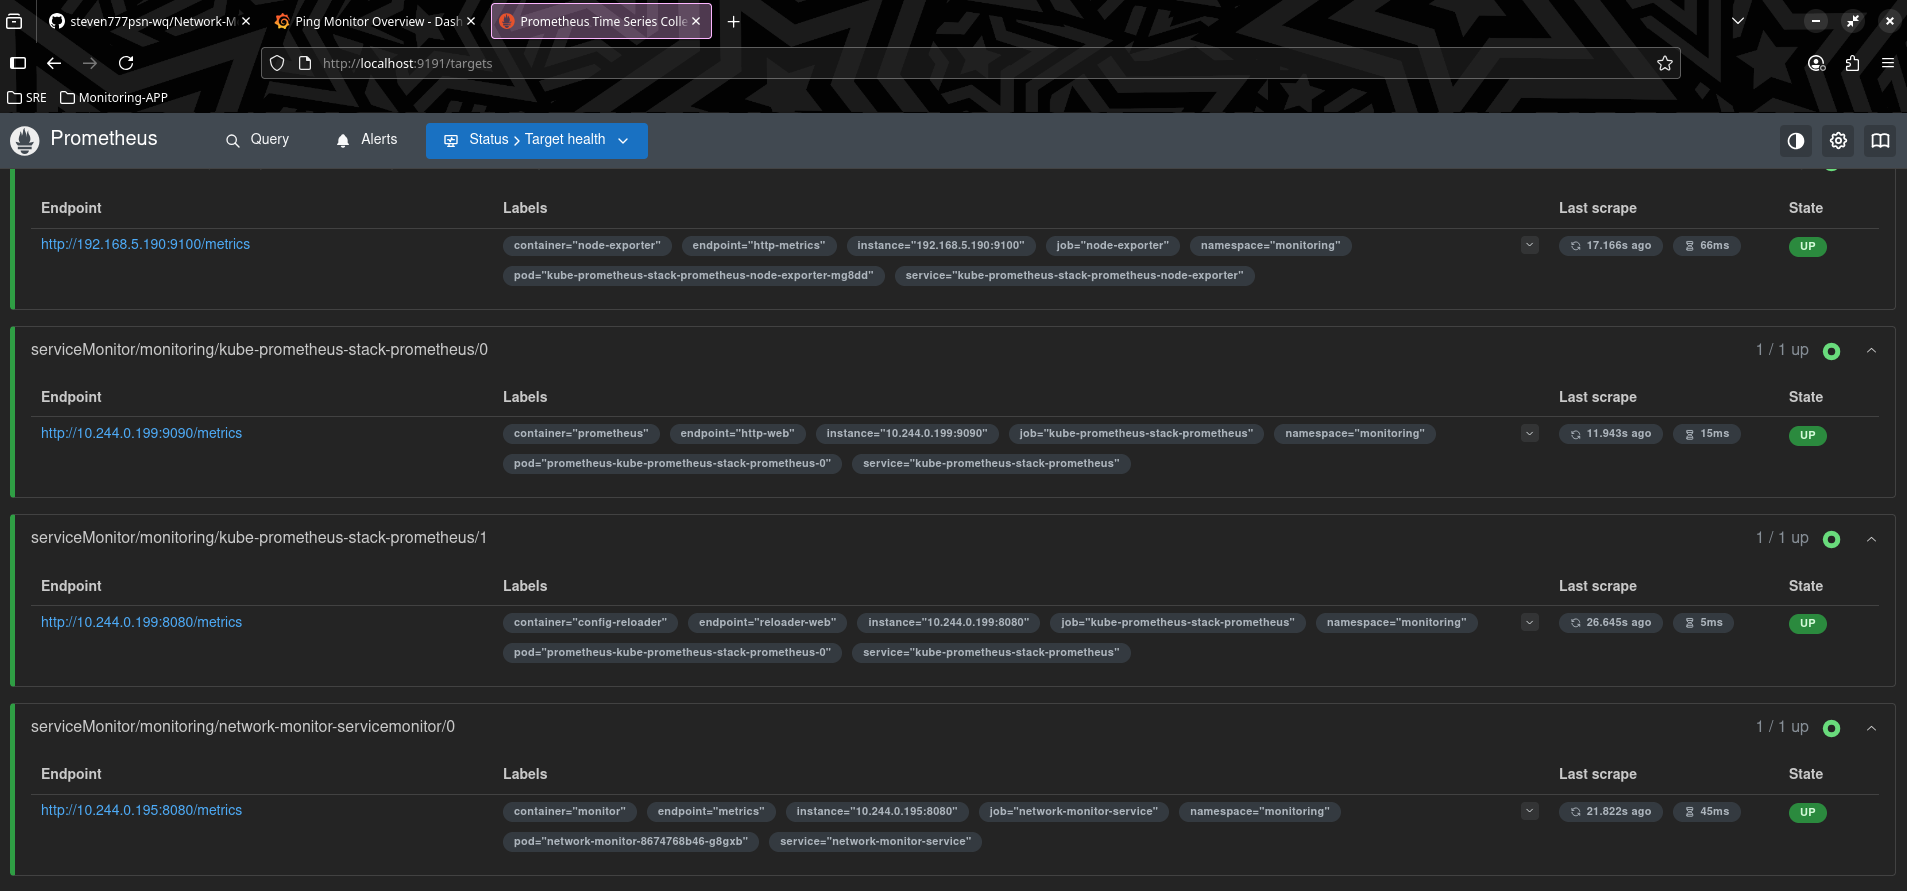 steven777psn-wq/Network-M
Ping Monitor Overview - Dash
Prometheus Time Series Colle
http://localhost:9191/targets
SRE Monitoring-APP
Prometheus Query Alerts Status > Target health
Endpoint Labels Last scrape State
http://192.168.5.190:9100/metrics container="node-exporter" endpoint="http-metrics" instance="192.168.5.190:9100" job="node-exporter" namespace="monitoring" 17.166s ago 66ms UP
pod="kube-prometheus-stack-prometheus-node-exporter-mg8dd" service="kube-prometheus-stack-prometheus-node-exporter"
serviceMonitor/monitoring/kube-prometheus-stack-prometheus/0 1 / 1 up
Endpoint Labels Last scrape State
http://10.244.0.199:9090/metrics container="prometheus" endpoint="http-web" instance="10.244.0.199:9090" job="kube-prometheus-stack-prometheus" namespace="monitoring" 11.943s ago 15ms UP
pod="prometheus-kube-prometheus-stack-prometheus-0" service="kube-prometheus-stack-prometheus"
serviceMonitor/monitoring/kube-prometheus-stack-prometheus/1 1 / 1 up
Endpoint Labels Last scrape State
http://10.244.0.199:8080/metrics container="config-reloader" endpoint="reloader-web" instance="10.244.0.199:8080" job="kube-prometheus-stack-prometheus" namespace="monitoring" 26.645s ago 5ms UP
pod="prometheus-kube-prometheus-stack-prometheus-0" service="kube-prometheus-stack-prometheus"
serviceMonitor/monitoring/network-monitor-servicemonitor/0 1 / 1 up
Endpoint Labels Last scrape State
http://10.244.0.195:8080/metrics container="monitor" endpoint="metrics" instance="10.244.0.195:8080" job="network-monitor-service" namespace="monitoring" 21.822s ago 45ms UP
pod="network-monitor-8674768b46-g8gxb" service="network-monitor-service"